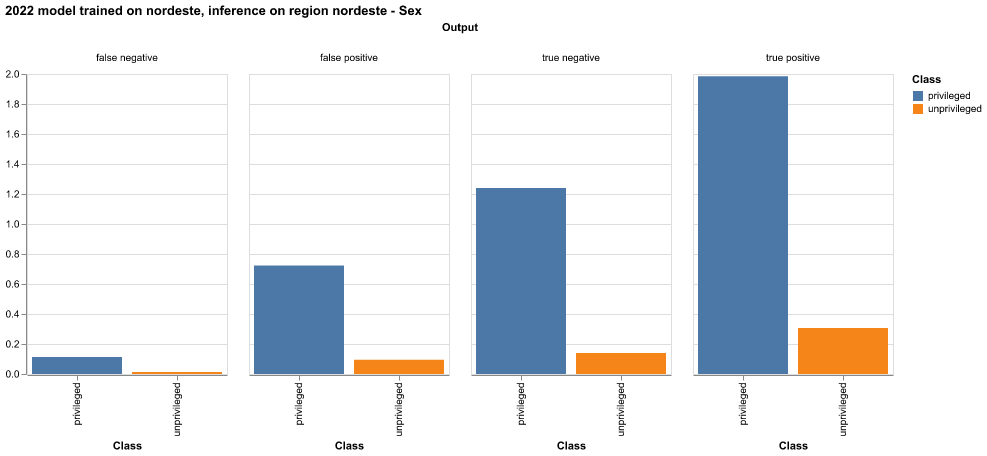 2022 model trained on nordeste, inference on region nordeste - Sex
Output
false negative
false positive
true negative
true positive
2.0
1.8
1.6
1.4
1.2
1.0
0.8
0.6
0.4
0.2
0.0
privileged
unprivileged
privileged
unprivileged
privileged
unprivileged
privileged
unprivileged
Class
Class
Class
Class
Class
privileged
unprivileged